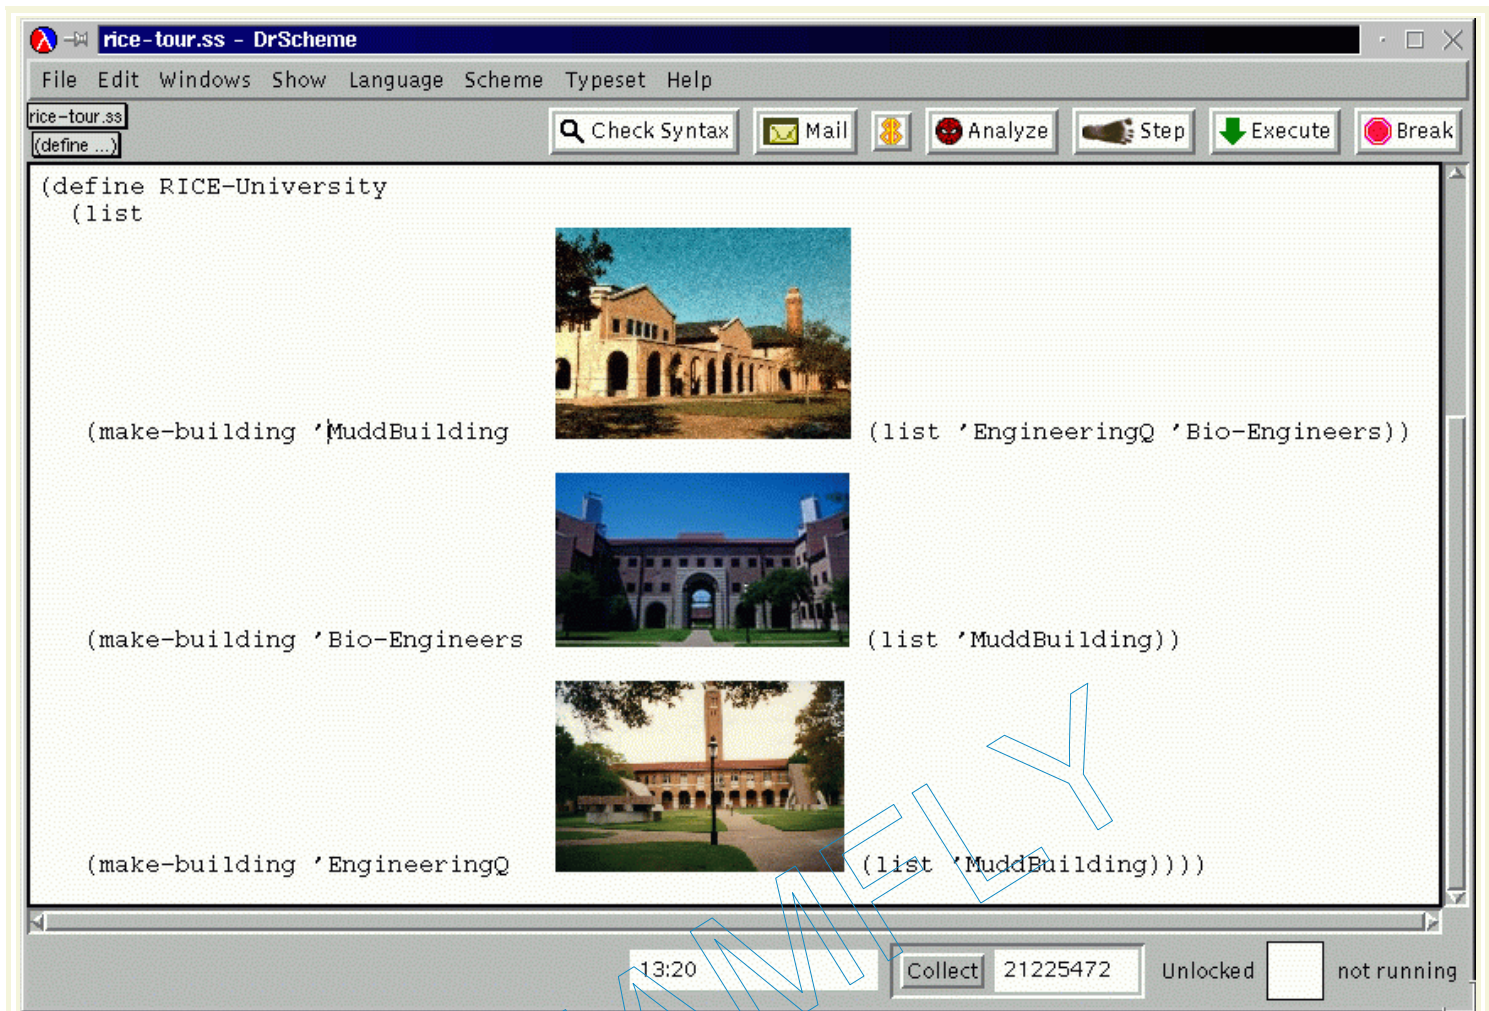 rice-tour.ss - DrScheme
File Edit Windows Show Language Scheme Typeset Help
rice-tour.ss
(define ...)
Check Syntax Mail Analyze Step Execute Break
(define RICE-University
(list
(make-building 'MuddBuilding (list 'EngineeringQ 'Bio-Engineers))
(make-building 'Bio-Engineers (list 'MuddBuilding))
(make-building 'EngineeringQ (list 'MuddBuilding))))
13:20 Collect 21225472 Unlocked not running